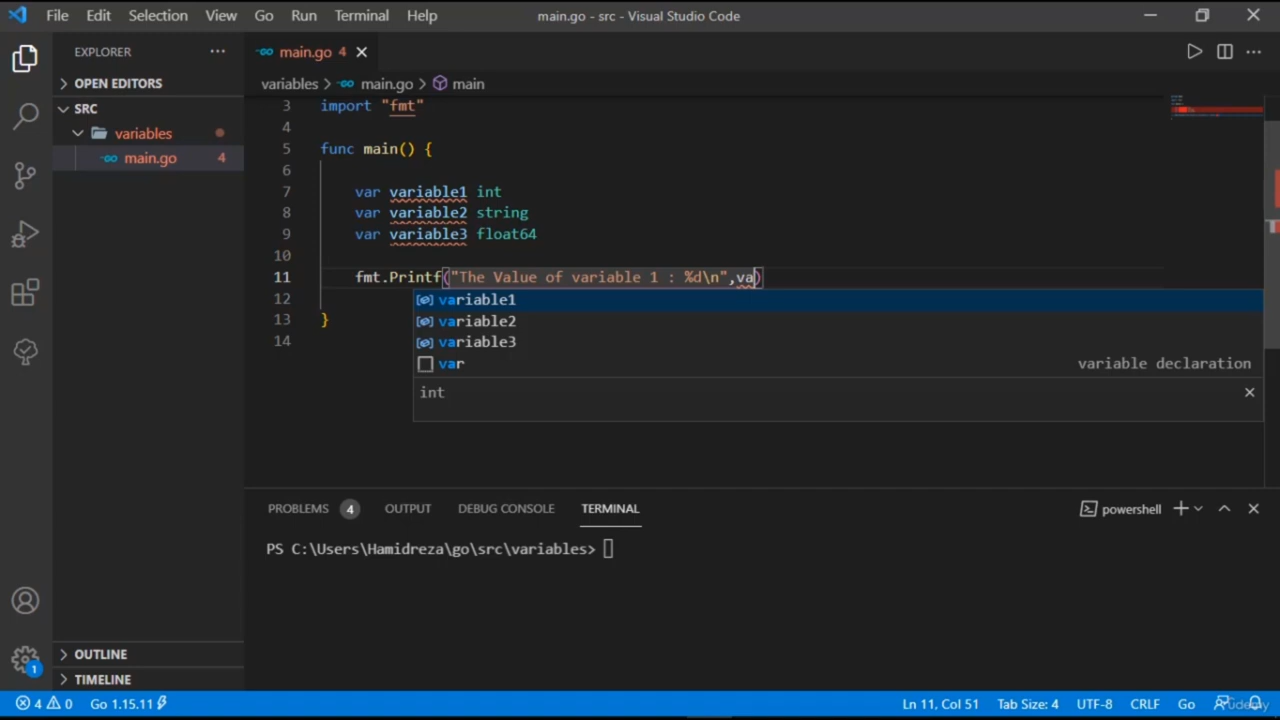 File Edit Selection View Go Run Terminal Help main.go - src - Visual Studio Code
EXPLORER ... main.go 4
OPEN EDITORS variables > main.go > main
SRC
variables
main.go 4
3 import "fmt"
4
5 func main() {
6
7 var variable1 int
8 var variable2 string
9 var variable3 float64
10
11 fmt.Printf("The Value of variable 1 : %d\n",va)
12
13 }
14
variable1
variable2
variable3
var variable declaration
int
PROBLEMS 4 OUTPUT DEBUG CONSOLE TERMINAL powershell
PS C:\Users\Hamidreza\go\src\variables>
OUTLINE
TIMELINE
1
4 0 Go 1.15.11 Ln 11, Col 51 Tab Size: 4 UTF-8 CRLF Go Udemy